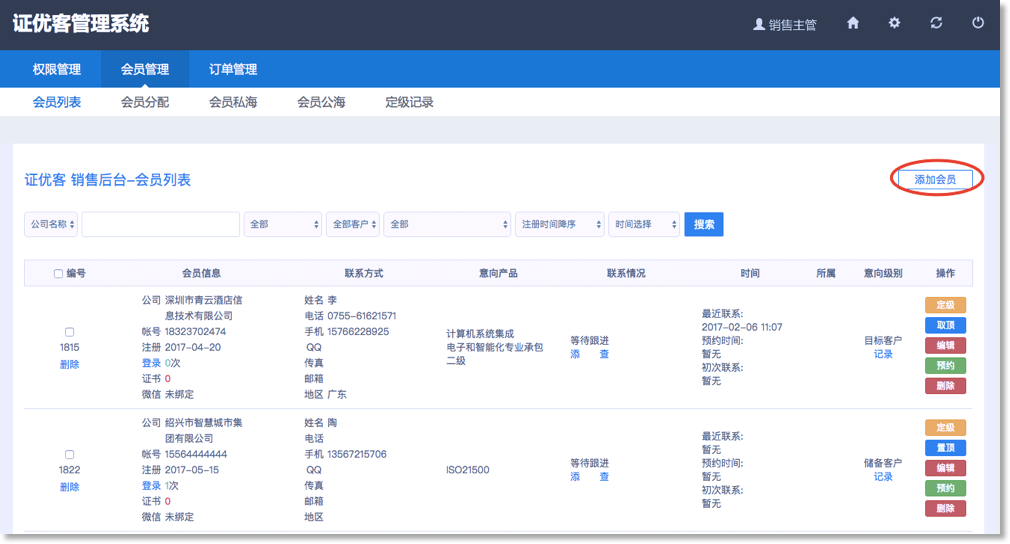 证优客管理系统
销售主管
权限管理 会员管理 订单管理
会员列表 会员分配 会员私海 会员公海 定级记录
证优客 销售后台-会员列表
添加会员
公司名称 全部 全部客户 全部 注册时间降序 时间选择 搜索
编号 会员信息 联系方式 意向产品 联系情况 时间 所属 意向级别 操作
1815
删除
公司 深圳市青云酒店信
息技术有限公司
帐号 18323702474
注册 2017-04-20
登录 0次
证书 0
微信 未绑定
姓名 李
电话 0755-61621571
手机 15766228925
QQ
传真
邮箱
地区 广东
计算机系统集成
电子和智能化专业承包
二级
等待跟进
添 查
最近联系:
2017-02-06 11:07
预约时间:
暂无
初次联系:
暂无
目标客户
记录
定级
取顶
编辑
预约
删除
1822
删除
公司 绍兴市智慧城市集
团有限公司
帐号 15564444444
注册 2017-05-15
登录 1次
证书 0
微信 未绑定
姓名 陶
电话
手机 13567215706
QQ
传真
邮箱
地区
ISO21500
等待跟进
添 查
最近联系:
暂无
预约时间:
暂无
初次联系:
暂无
储备客户
记录
定级
置顶
编辑
预约
删除